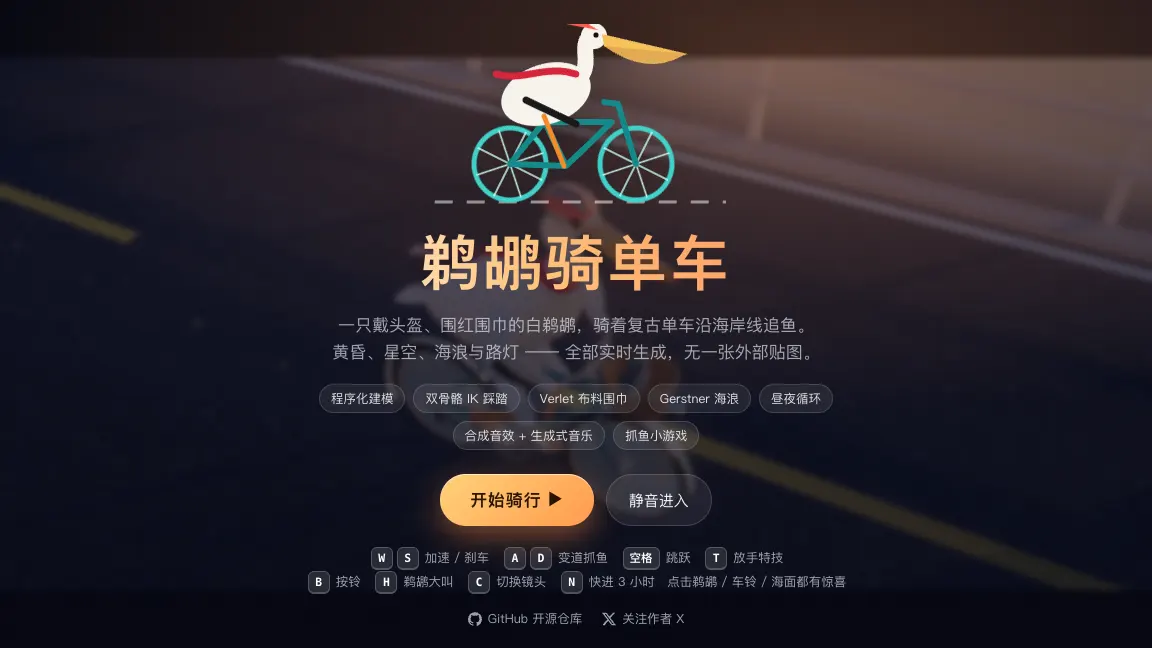 鹈鹕骑单车
一只戴头盔、围红围巾的白鹈鹕，骑着复古单车沿海岸线追鱼。
黄昏、星空、海浪与路灯 —— 全部实时生成，无一张外部贴图。
程序化建模 双骨骼 IK 踩踏 Verlet 布料围巾 Gerstner 海浪 昼夜循环
合成音效 + 生成式音乐 抓鱼小游戏
开始骑行 ▶ 静音进入
W S 加速 / 刹车 A D 变道抓鱼 空格 跳跃 T 放手特技
B 按铃 H 鹈鹕大叫 C 切换镜头 N 快进 3 小时 点击鹈鹕 / 车铃 / 海面都有惊喜
GitHub 开源仓库 关注作者 X